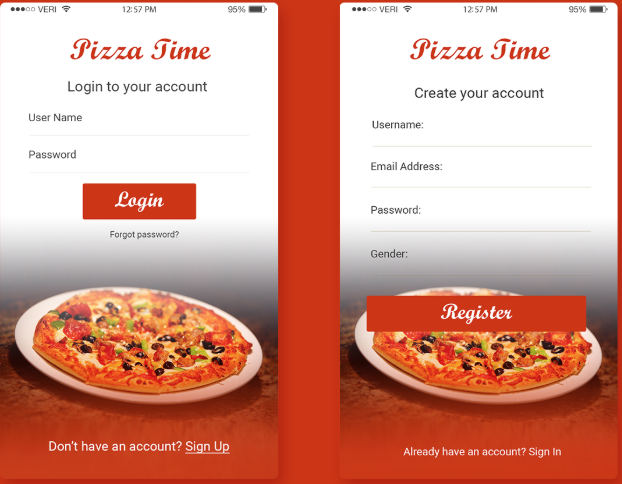 ●●●○○ VERI 12:57 PM 95%
Pizza Time
Login to your account
User Name
Password
Login
Forgot password?
Don't have an account? Sign Up
●●●○○ VERI 12:57 PM 95%
Pizza Time
Create your account
Username:
Email Address:
Password:
Gender:
Register
Already have an account? Sign In